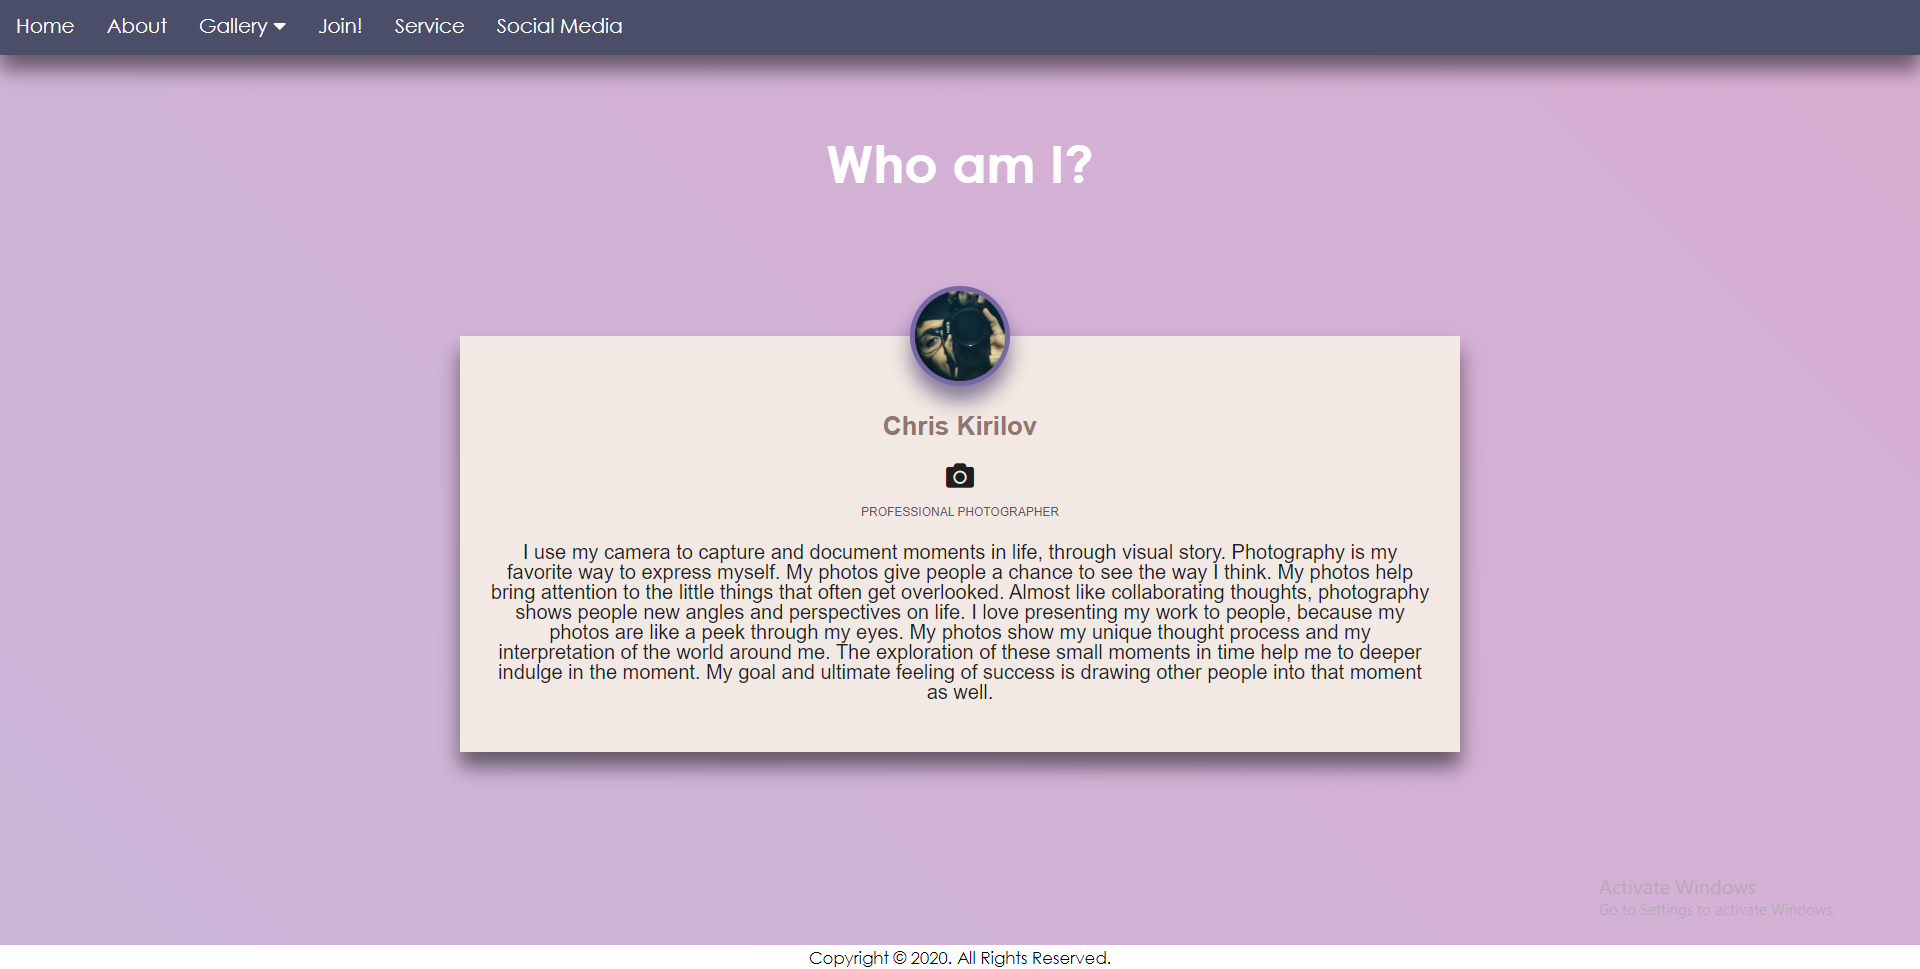 Home About Gallery Join! Service Social Media
Who am I?
Chris Kirilov
PROFESSIONAL PHOTOGRAPHER
I use my camera to capture and document moments in life, through visual story. Photography is my
favorite way to express myself. My photos give people a chance to see the way I think. My photos help
bring attention to the little things that often get overlooked. Almost like collaborating thoughts, photography
shows people new angles and perspectives on life. I love presenting my work to people, because my
photos are like a peek through my eyes. My photos show my unique thought process and my
interpretation of the world around me. The exploration of these small moments in time help me to deeper
indulge in the moment. My goal and ultimate feeling of success is drawing other people into that moment
as well.
Activate Windows
Go to Settings to activate Windows.
Copyright © 2020. All Rights Reserved.